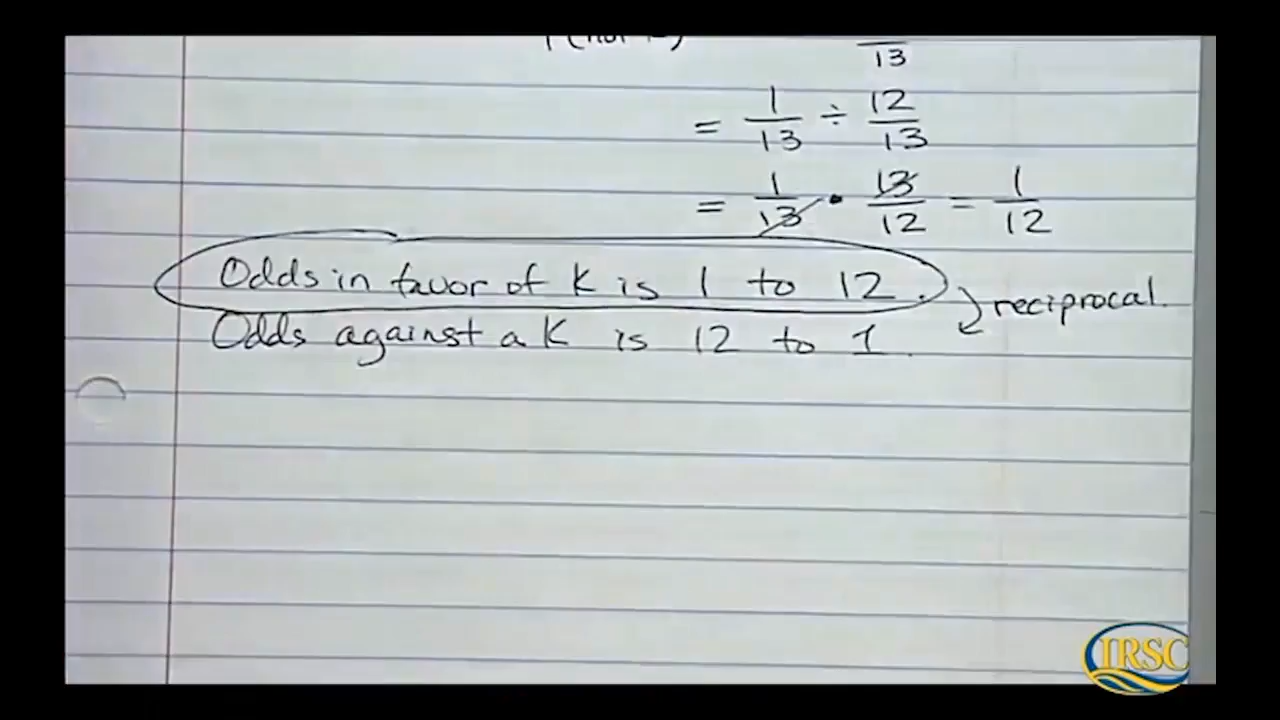 13
= 1/13 ÷ 12/13
= 1/13 · 13/12 = 1/12
Odds in favor of K is 1 to 12.
reciprocal.
Odds against a K is 12 to 1.
IRSC